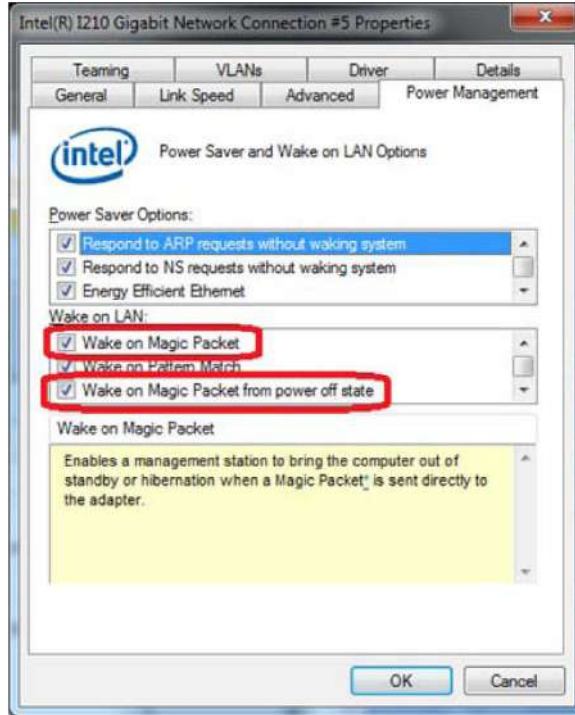 Intel(R) I210 Gigabit Network Connection #5 Properties
Teaming VLANs Driver Details
General Link Speed Advanced Power Management
intel Power Saver and Wake on LAN Options
Power Saver Options:
Respond to ARP requests without waking system
Respond to NS requests without waking system
Energy Efficient Ethernet
Wake on LAN:
Wake on Magic Packet
Wake on Pattern Match
Wake on Magic Packet from power off state
Wake on Magic Packet
Enables a management station to bring the computer out of
standby or hibernation when a Magic Packet* is sent directly to
the adapter.
OK Cancel